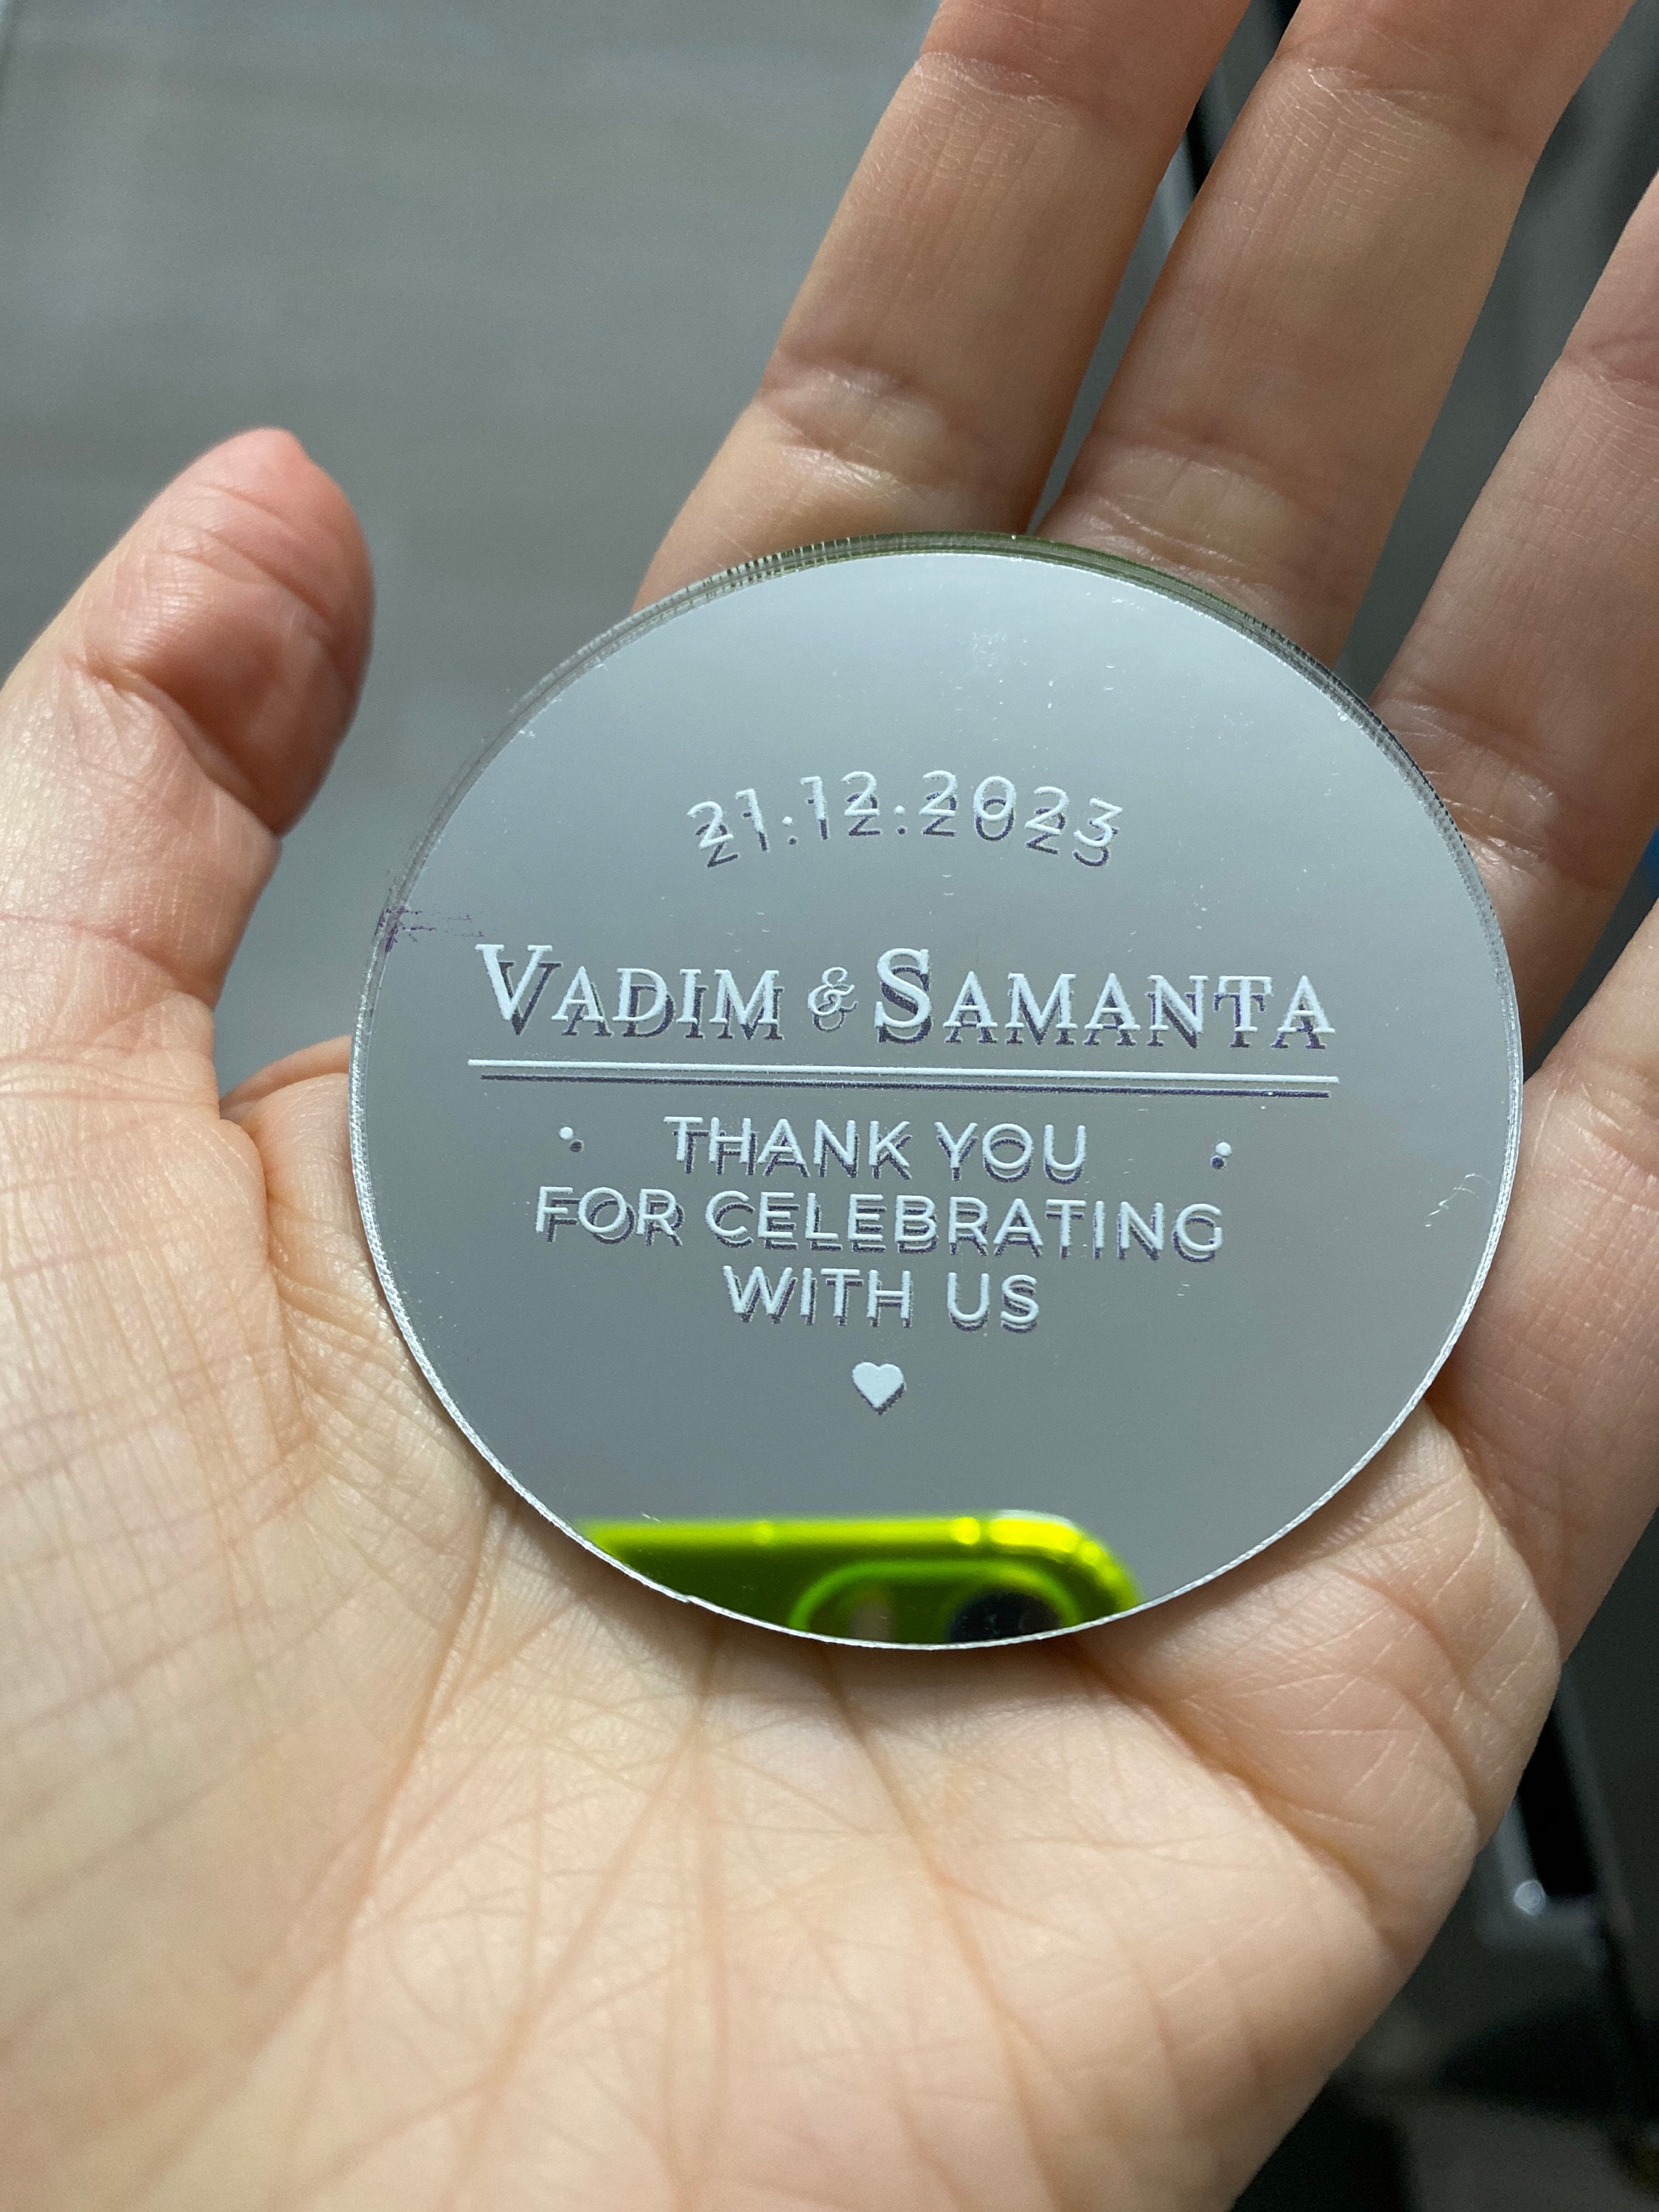 21.12.2023
VADIM & SAMANTA
THANK YOU
FOR CELEBRATING
WITH US